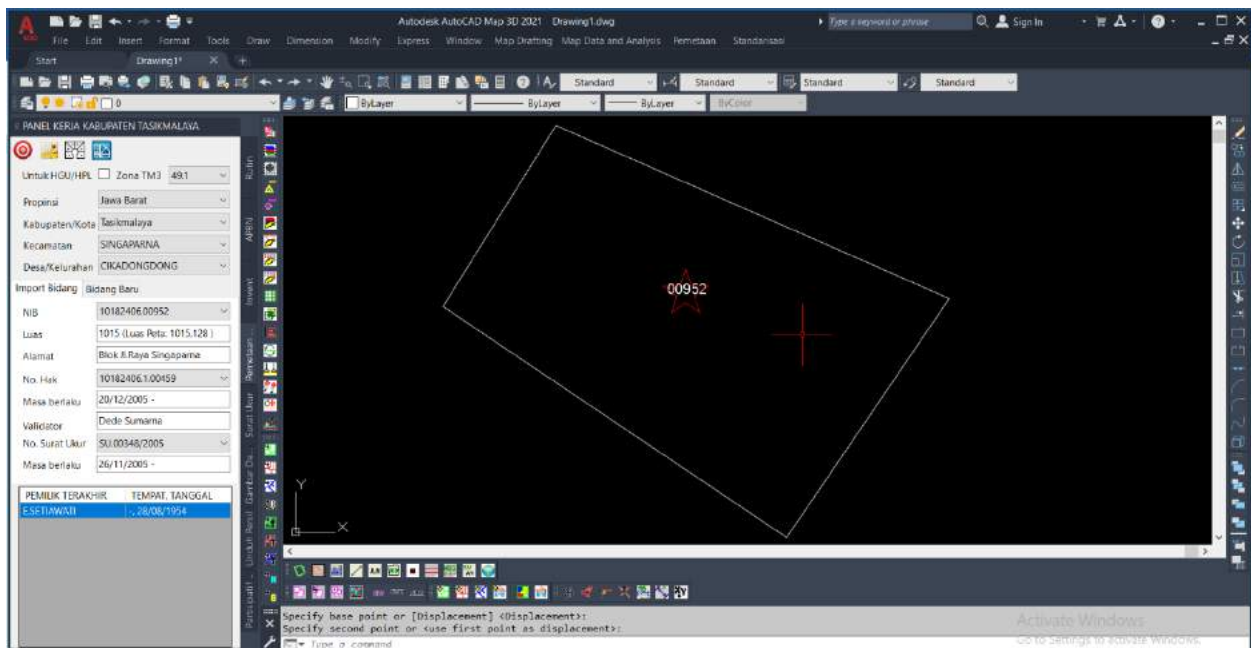 Autodesk AutoCAD Map 3D 2021 Drawing1.dwg
Type a keyword or phrase
Sign In
File Edit Insert Format Tools Draw Dimension Modify Express Window Map Drafting Map Data and Analysis Pemetaan Standarisasi
Start Drawing1*
Standard Standard Standard Standard
0 ByLayer ByLayer ByLayer ByColor
PANEL KERJA KABUPATEN TASIKMALAYA
Untuk HGU/HPL Zona TM3 49.1
Propinsi Jawa Barat
Kabupaten/Kota Tasikmalaya
Kecamatan SINGAPARNA
Desa/Kelurahan CIKADONGDONG
Import Bidang Bidang Baru
NIB 10182406.00952
Luas 1015 (Luas Peta: 1015.128 )
Alamat Blok Jl.Raya Singaparna
No. Hak 10182406.1.00459
Masa berlaku 20/12/2005 -
Validator Dede Sumarna
No. Surat Ukur SU.00348/2005
Masa berlaku 26/11/2005 -
PEMILIK TERAKHIR TEMPAT, TANGGAL
E.SETIAWATI -, 28/08/1954
Rutin
APBN
Invent
Pemetaan ...
Surat Ukur
Gambar Da...
Unduh Persil
Participant ...
00952
Y
X
Specify base point or [Displacement] <Displacement>:
Specify second point or <use first point as displacement>:
Type a command
Activate Windows
Go to Settings to activate Windows.